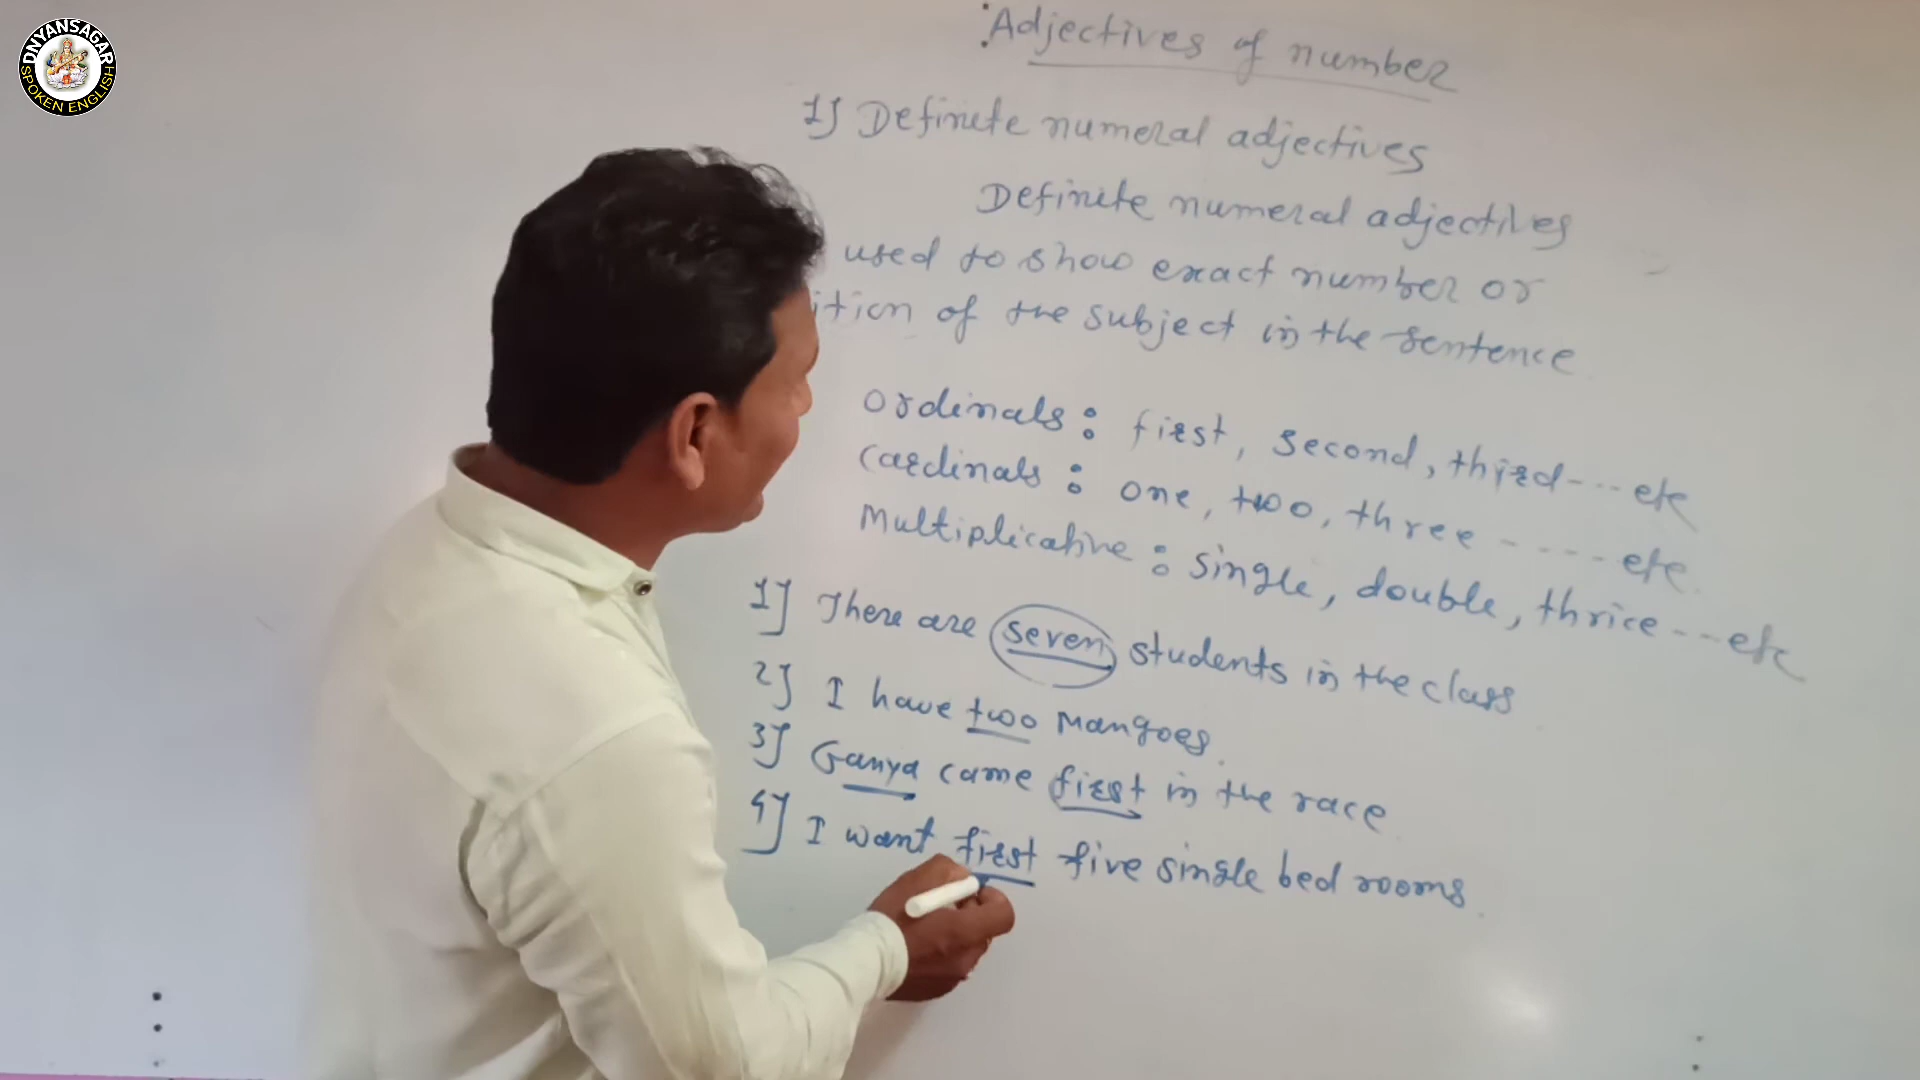 DNYANSAGAR
SPOKEN ENGLISH
Adjectives of number
1] Definite numeral adjectives
Definite numeral adjectives
used to show exact number or
ition of the subject in the sentence
Ordinals : first, second, third --- etc
Cardinals : one, two, three ----- etc.
Multiplicative : single, double, thrice --- etc
1] There are seven students in the class
2] I have two Mangoes.
3] Ganya came first in the race
4] I want first five single bed rooms